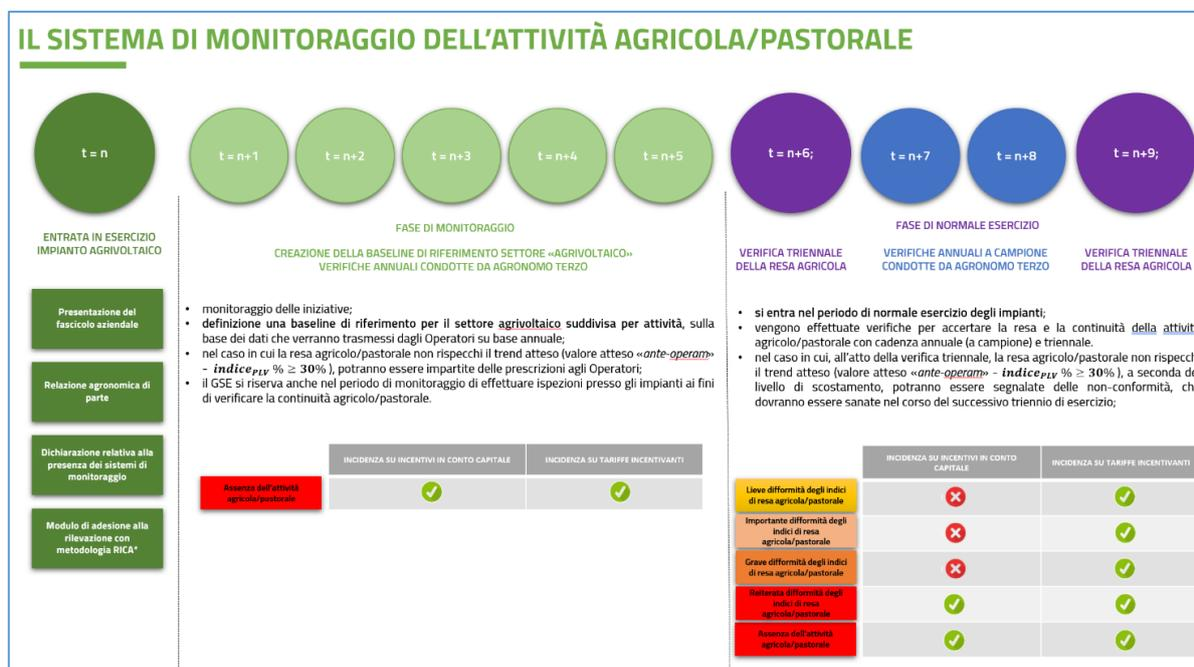 IL SISTEMA DI MONITORAGGIO DELL'ATTIVITÀ AGRICOLA/PASTORALE
t = n
t = n+1
t = n+2
t = n+3
t = n+4
t = n+5
t = n+6;
t = n+7
t = n+8
t = n+9;
ENTRATA IN ESERCIZIO
IMPIANTO AGRIVOLTAICO
FASE DI MONITORAGGIO
CREAZIONE DELLA BASELINE DI RIFERIMENTO SETTORE «AGRIVOLTAICO»
VERIFICHE ANNUALI CONDOTTE DA AGRONOMO TERZO
FASE DI NORMALE ESERCIZIO
VERIFICA TRIENNALE
DELLA RESA AGRICOLA
VERIFICHE ANNUALI A CAMPIONE
CONDOTTE DA AGRONOMO TERZO
VERIFICA TRIENNALE
DELLA RESA AGRICOLA
Presentazione del
fascicolo aziendale
Relazione agronomica di
parte
Dichiarazione relativa alla
presenza dei sistemi di
monitoraggio
Modulo di adesione alla
rilevazione con
metodologia RICA*
• monitoraggio delle iniziative;
• definizione una baseline di riferimento per il settore agrivoltaico suddivisa per attività, sulla
base dei dati che verranno trasmessi dagli Operatori su base annuale;
• nel caso in cui la resa agricolo/pastorale non rispecchi il trend atteso (valore atteso «ante-operam»
- indice_PLV % ≥ 30% ), potranno essere impartite delle prescrizioni agli Operatori;
• il GSE si riserva anche nel periodo di monitoraggio di effettuare ispezioni presso gli impianti ai fini
di verificare la continuità agricolo/pastorale.
INCIDENZA SU INCENTIVI IN CONTO CAPITALE
INCIDENZA SU TARIFFE INCENTIVANTI
Assenza dell'attività
agricola/pastorale
• si entra nel periodo di normale esercizio degli impianti;
• vengono effettuate verifiche per accertare la resa e la continuità della attivit
agricolo/pastorale con cadenza annuale (a campione) e triennale.
• nel caso in cui, all'atto della verifica triennale, la resa agricolo/pastorale non rispecch
il trend atteso (valore atteso «ante-operam» - indice_PLV % ≥ 30% ), a seconda de
livello di scostamento, potranno essere segnalate delle non-conformità, ch
dovranno essere sanate nel corso del successivo triennio di esercizio;
INCIDENZA SU INCENTIVI IN CONTO
CAPITALE
INCIDENZA SU TARIFFE INCENTIVANTI
Lieve difformità degli indici
di resa agricola/pastorale
Importante difformità degli
indici di resa
agricola/pastorale
Grave difformità degli indici
di resa agricola/pastorale
Reiterata difformità degli
indici di resa
agricola/pastorale
Assenza dell'attività
agricola/pastorale